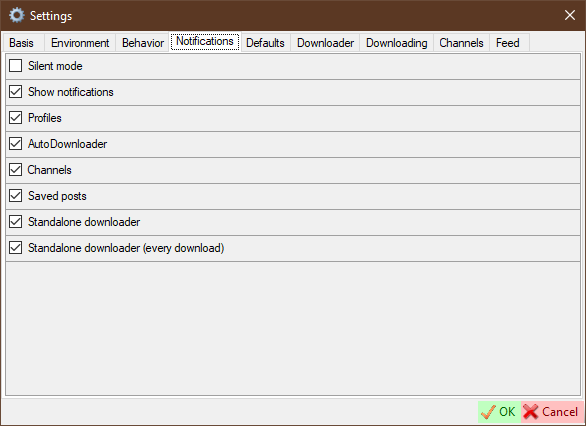 Settings
Basis Environment Behavior Notifications Defaults Downloader Downloading Channels Feed
Silent mode
Show notifications
Profiles
AutoDownloader
Channels
Saved posts
Standalone downloader
Standalone downloader (every download)
OK Cancel